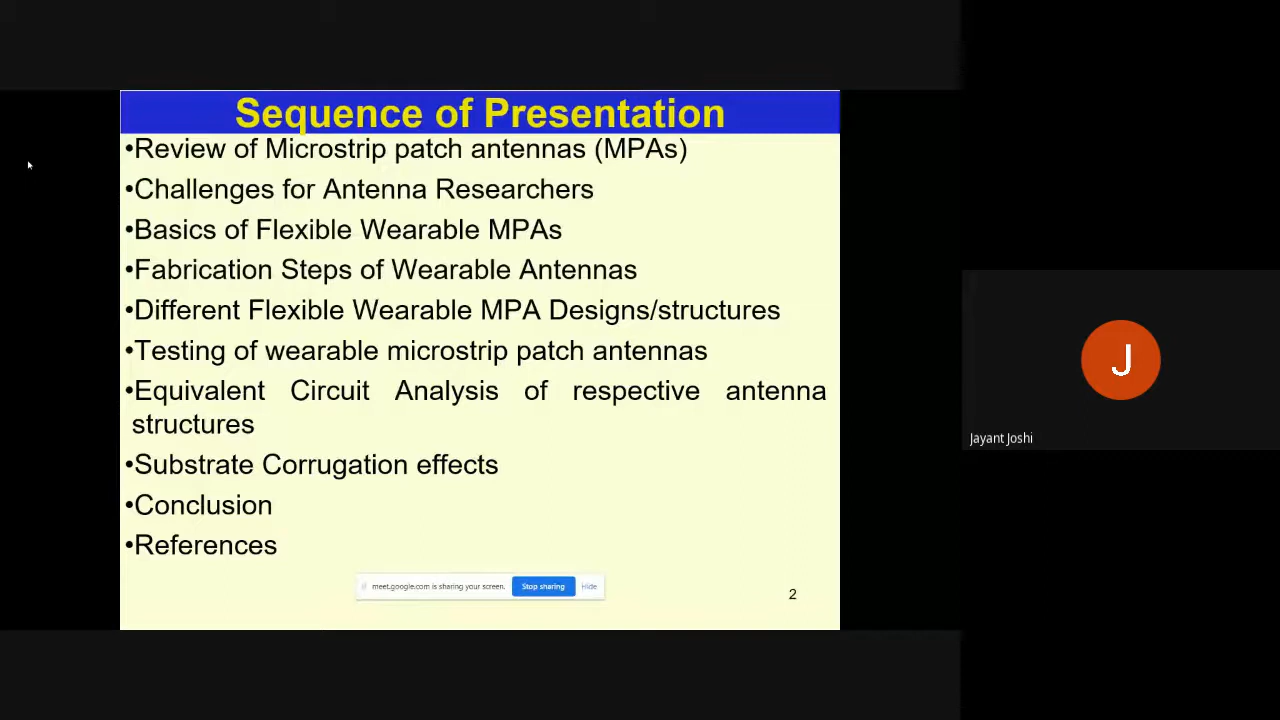 Sequence of Presentation
•Review of Microstrip patch antennas (MPAs)
•Challenges for Antenna Researchers
•Basics of Flexible Wearable MPAs
•Fabrication Steps of Wearable Antennas
•Different Flexible Wearable MPA Designs/structures
•Testing of wearable microstrip patch antennas
•Equivalent Circuit Analysis of respective antenna
structures
•Substrate Corrugation effects
•Conclusion
•References
meet.google.com is sharing your screen. Stop sharing Hide
2
J
Jayant Joshi